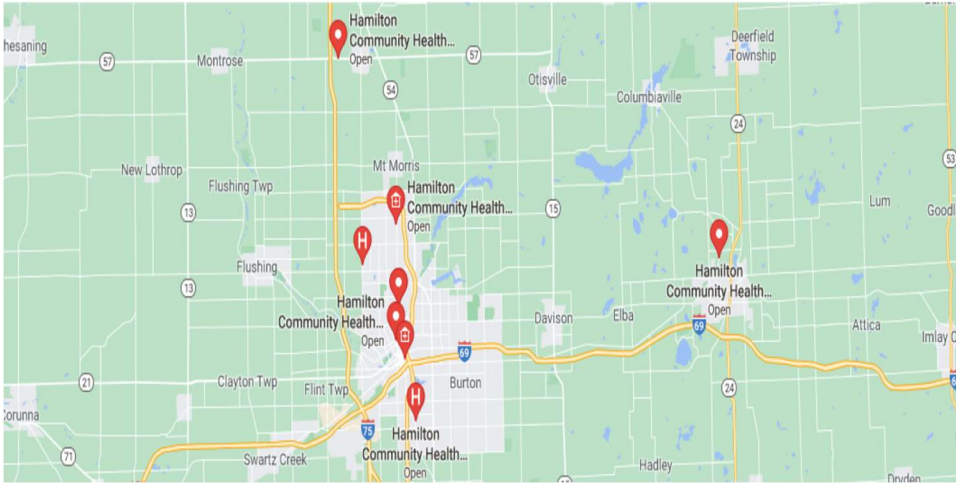 hesaning
57
Montrose
Hamilton
Community Health...
Open
57
54
Otisville
Deerfield
Township
Columbiaville
24
53
New Lothrop
Flushing Twp
Mt Morris
13
Hamilton
Community Health...
Open
H
15
Lum
Goodl
Flushing
13
Hamilton
Community Health...
Open
Hamilton
Community Health...
Open
Davison
Elba
69
Attica
Imlay C
69
21
Clayton Twp
Flint Twp
Burton
24
6
Corunna
H
75
Hamilton
Community Health...
Open
71
Swartz Creek
Hadley
Dryden